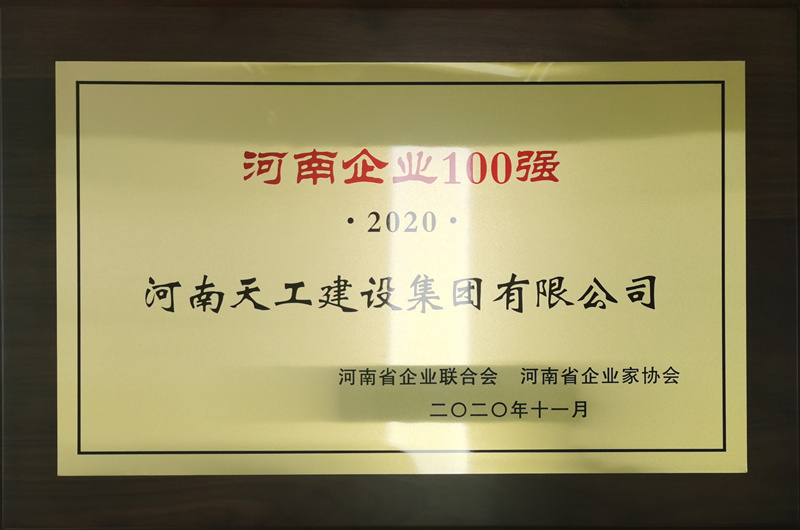 河南企业100强
·2020·
河南天工建设集团有限公司
河南省企业联合会 河南省企业家协会
二〇二〇年十一月